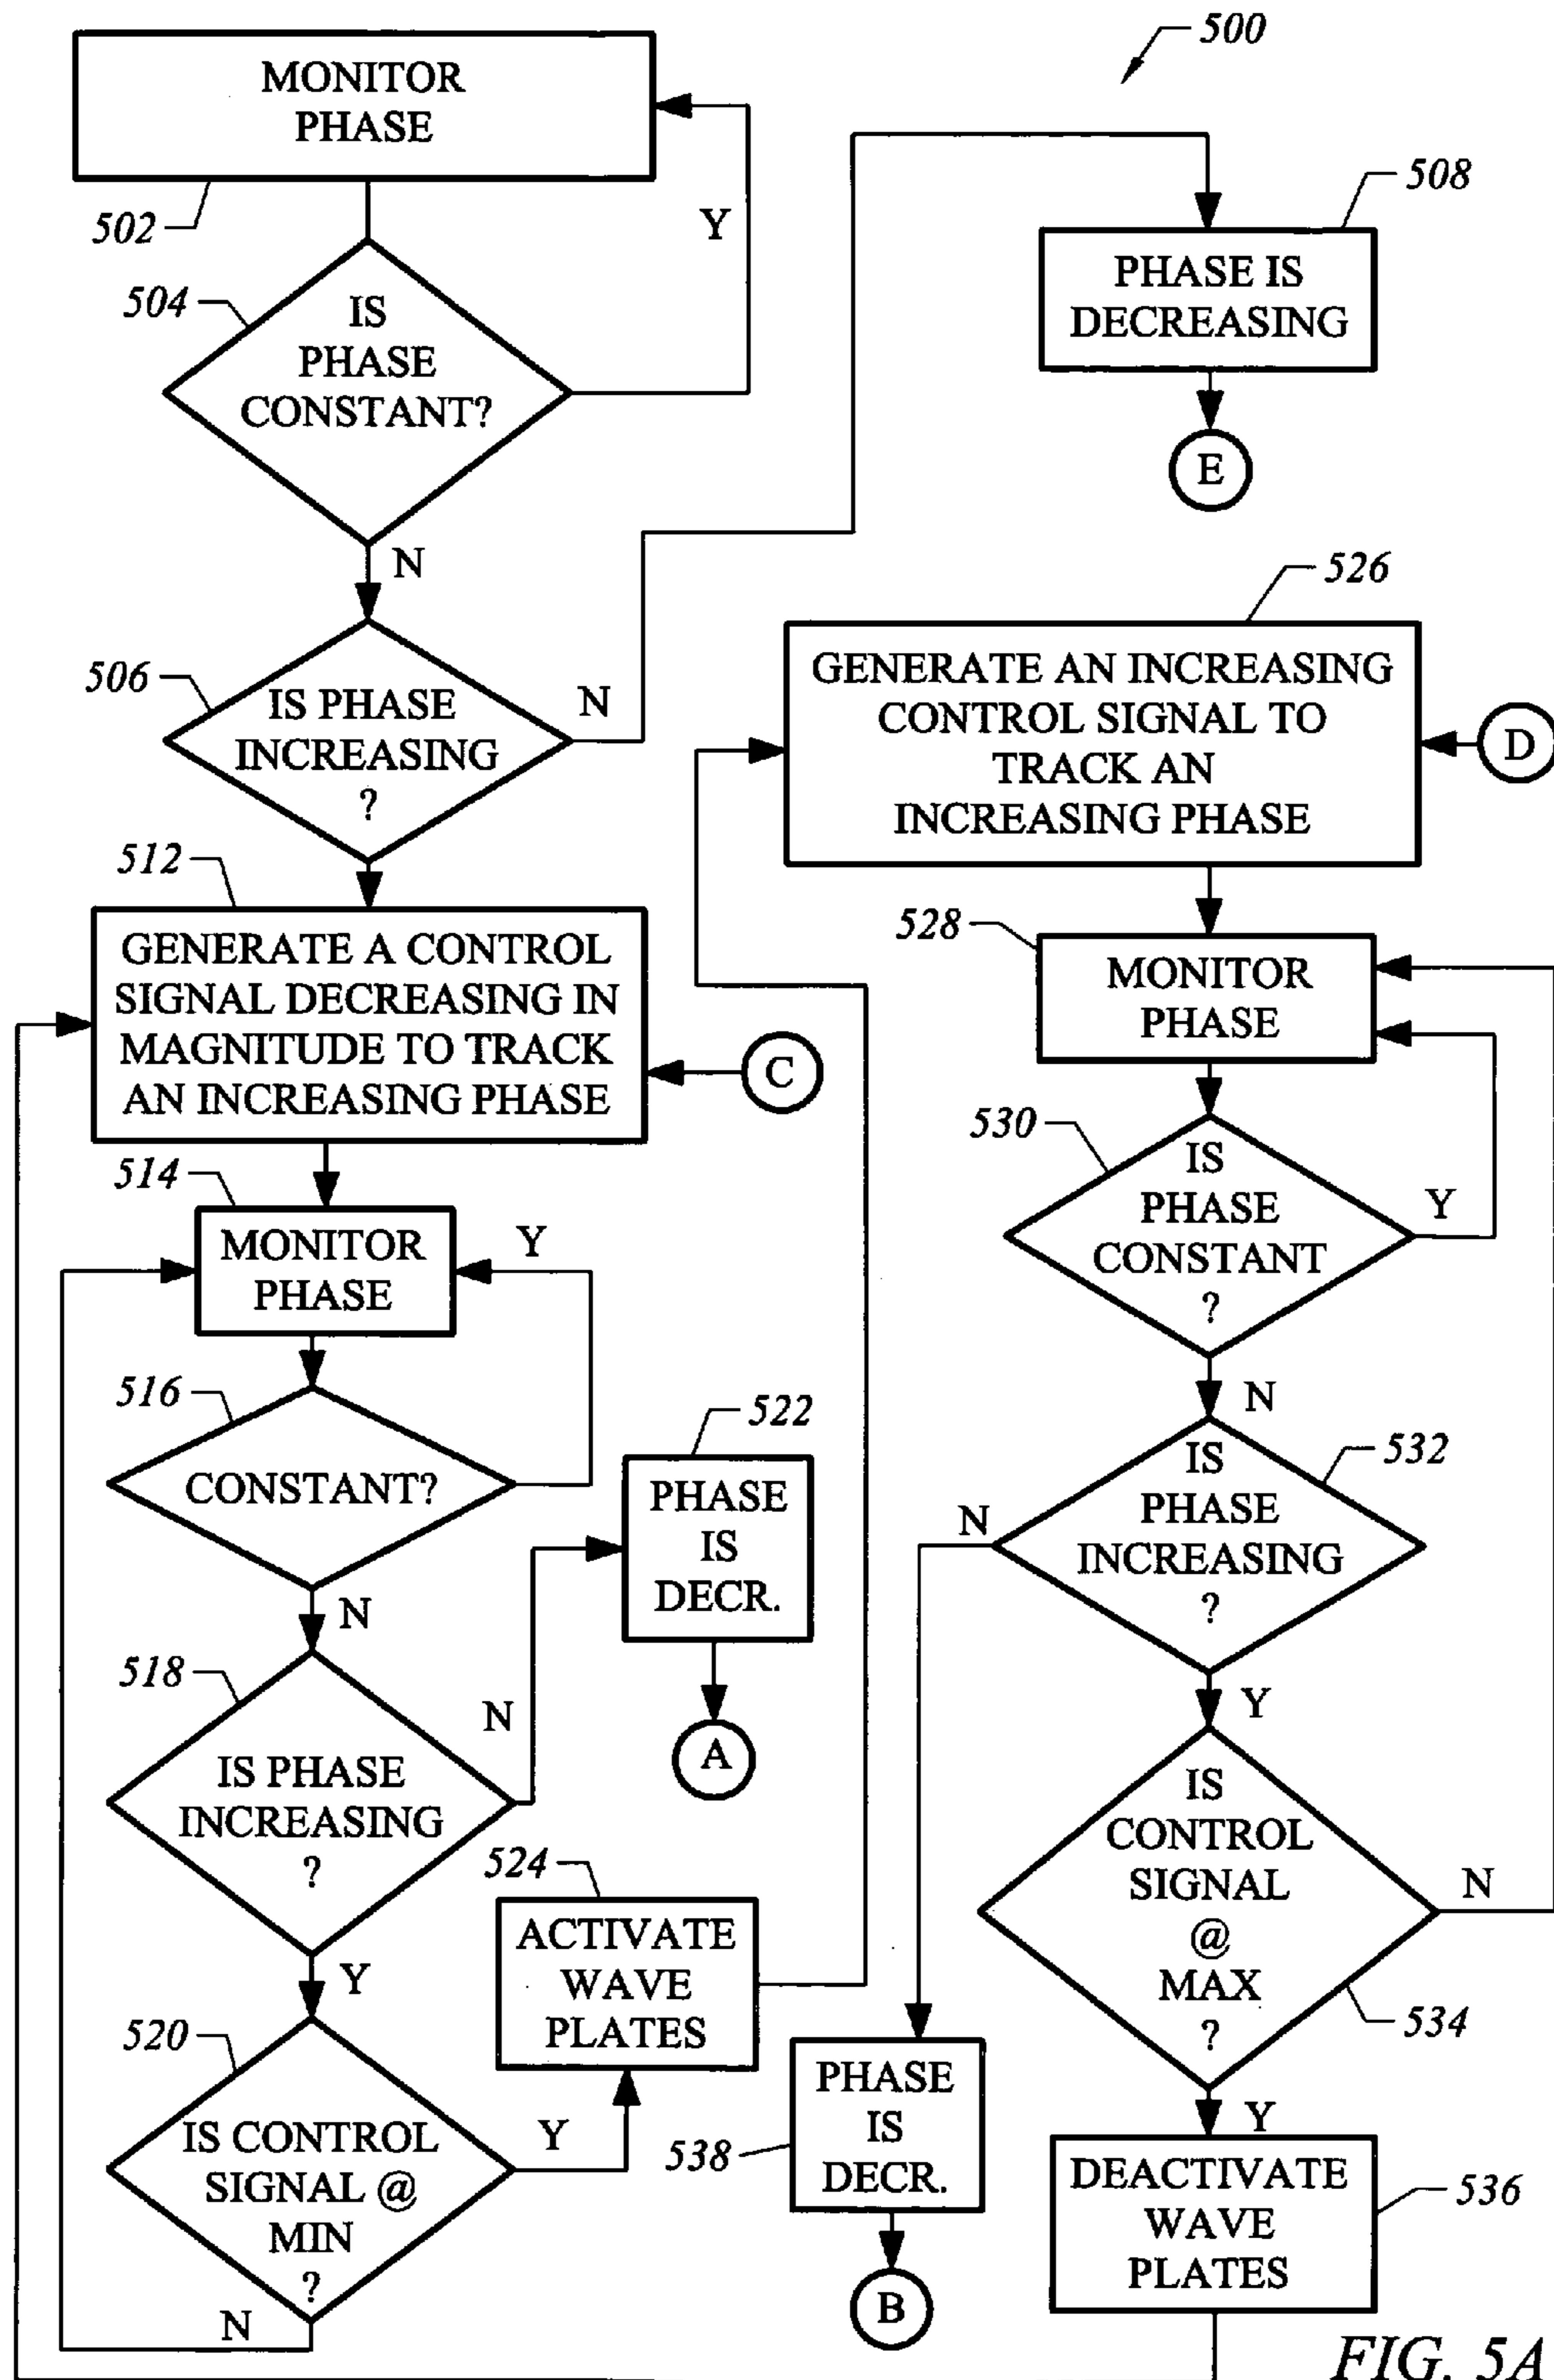 500
MONITOR
PHASE
502
Y
504
IS
PHASE
CONSTANT?
N
508
PHASE IS
DECREASING
E
506
IS PHASE
INCREASING
?
N
512
GENERATE A CONTROL
SIGNAL DECREASING IN
MAGNITUDE TO TRACK
AN INCREASING PHASE
C
514
MONITOR
PHASE
Y
516
CONSTANT?
N
522
PHASE
IS
DECR.
A
518
IS PHASE
INCREASING
?
N
Y
524
ACTIVATE
WAVE
PLATES
520
IS CONTROL
SIGNAL @
MIN
?
Y
N
526
GENERATE AN INCREASING
CONTROL SIGNAL TO
TRACK AN
INCREASING PHASE
D
528
MONITOR
PHASE
530
IS
PHASE
CONSTANT
?
Y
N
532
IS
PHASE
INCREASING
?
N
Y
IS
CONTROL
SIGNAL
@
MAX
?
N
534
Y
538
PHASE
IS
DECR.
B
DEACTIVATE
WAVE
PLATES
536
FIG. 5A